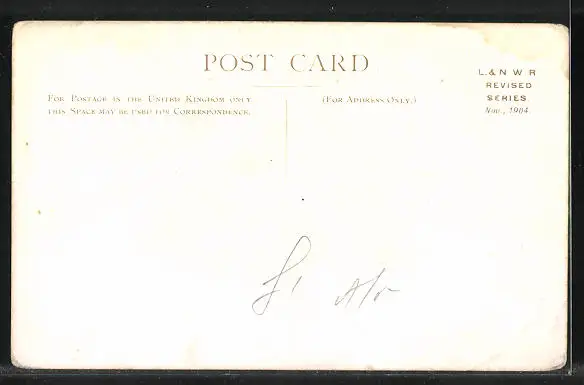 POST CARD
L. & N W R
REVISED
SERIES.
Nov., 1904.
FOR POSTAGE IN THE UNITED KINGDOM ONLY
THIS SPACE MAY BE USED FOR CORRESPONDENCE.
(FOR ADDRESS ONLY.)